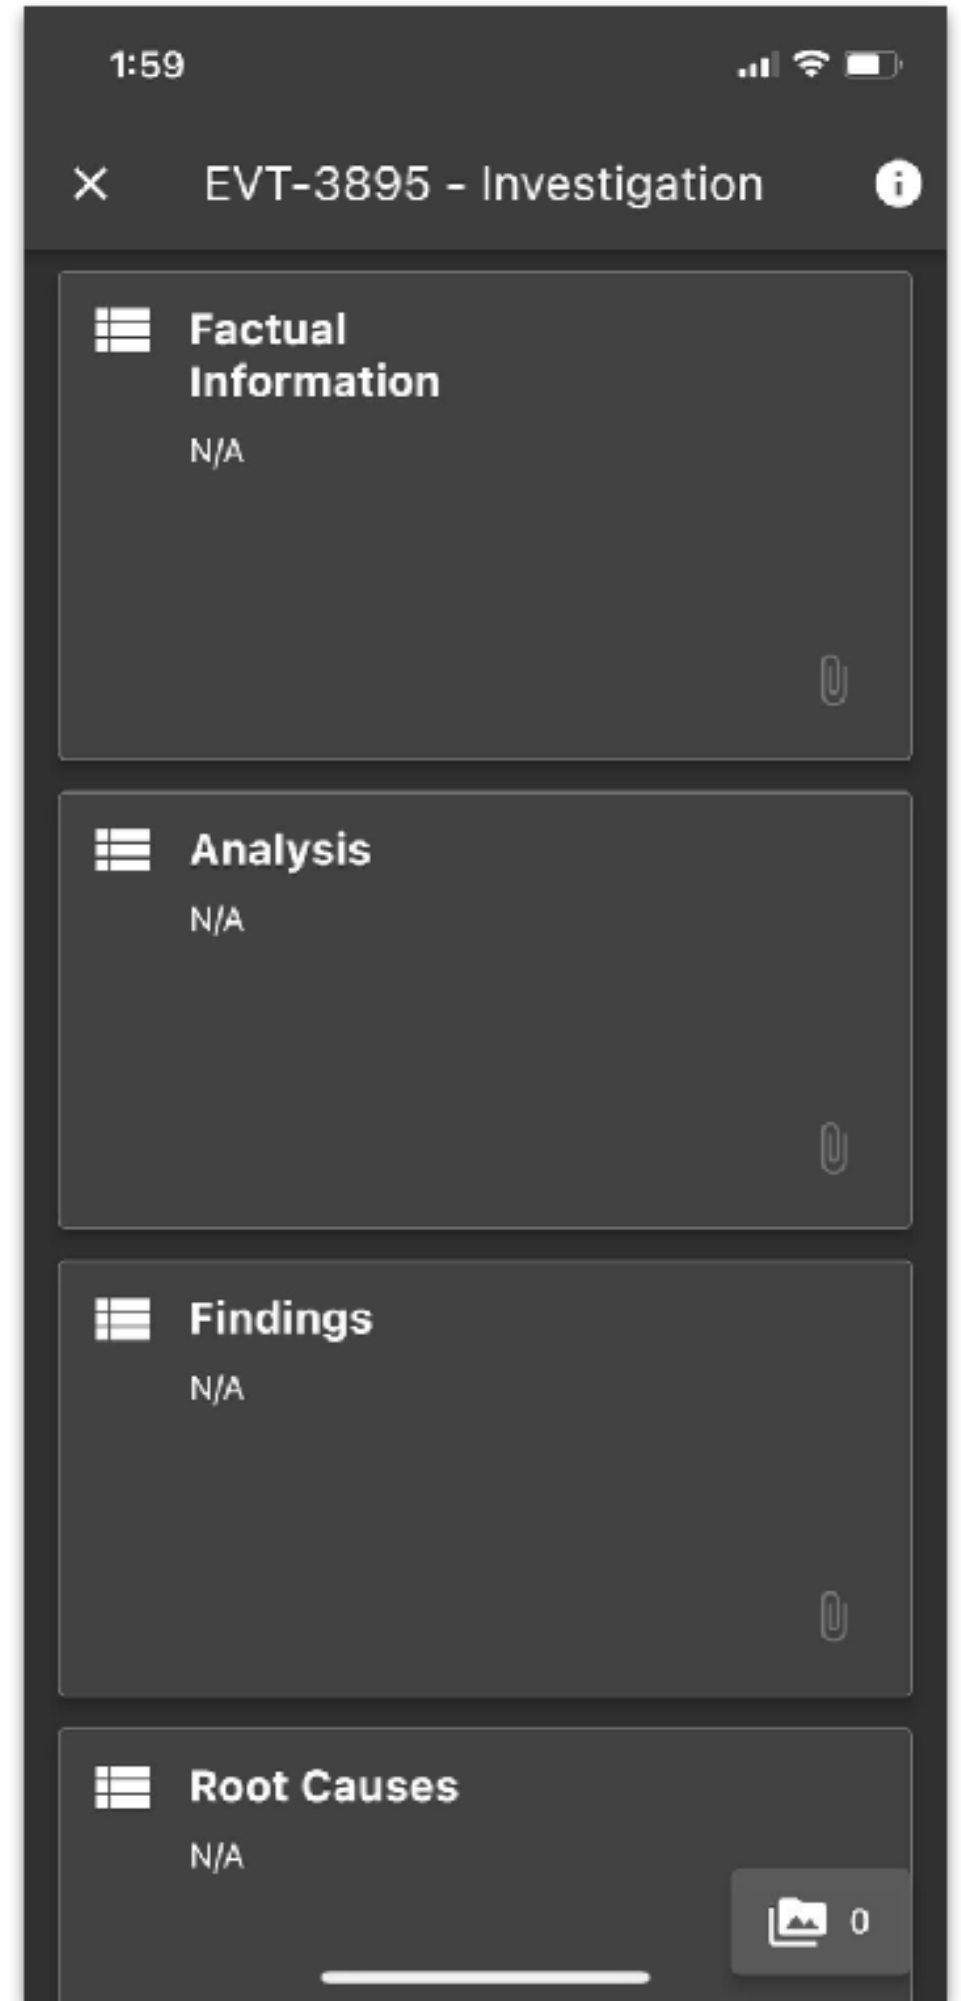 1:59
EVT-3895 - Investigation
Factual
Information
N/A
Analysis
N/A
Findings
N/A
Root Causes
N/A
0